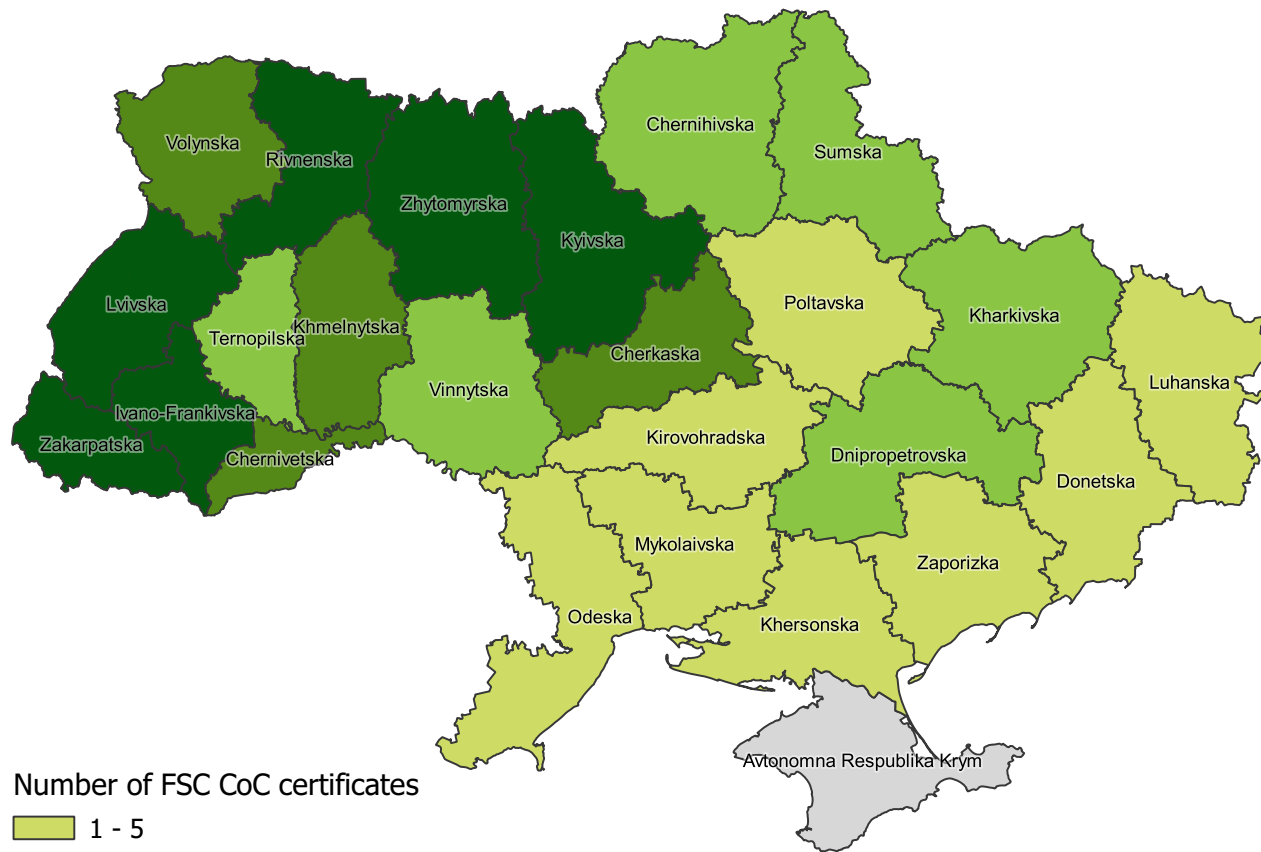 Chernihivska
Volynska
Sumska
Rivnenska
Zhytomyrska
Kyivska
Lvivska
Poltavska
Kharkivska
Khmelnytska
Ternopilska
Cherkaska
Luhanska
Vinnytska
Ivano-Frankivska
Kirovohradska
Zakarpatska
Dnipropetrovska
Chernivetska
Donetska
Mykolaivska
Zaporizka
Odeska
Khersonska
Avtonomna Respublika Krym
Number of FSC CoC certificates
1 - 5